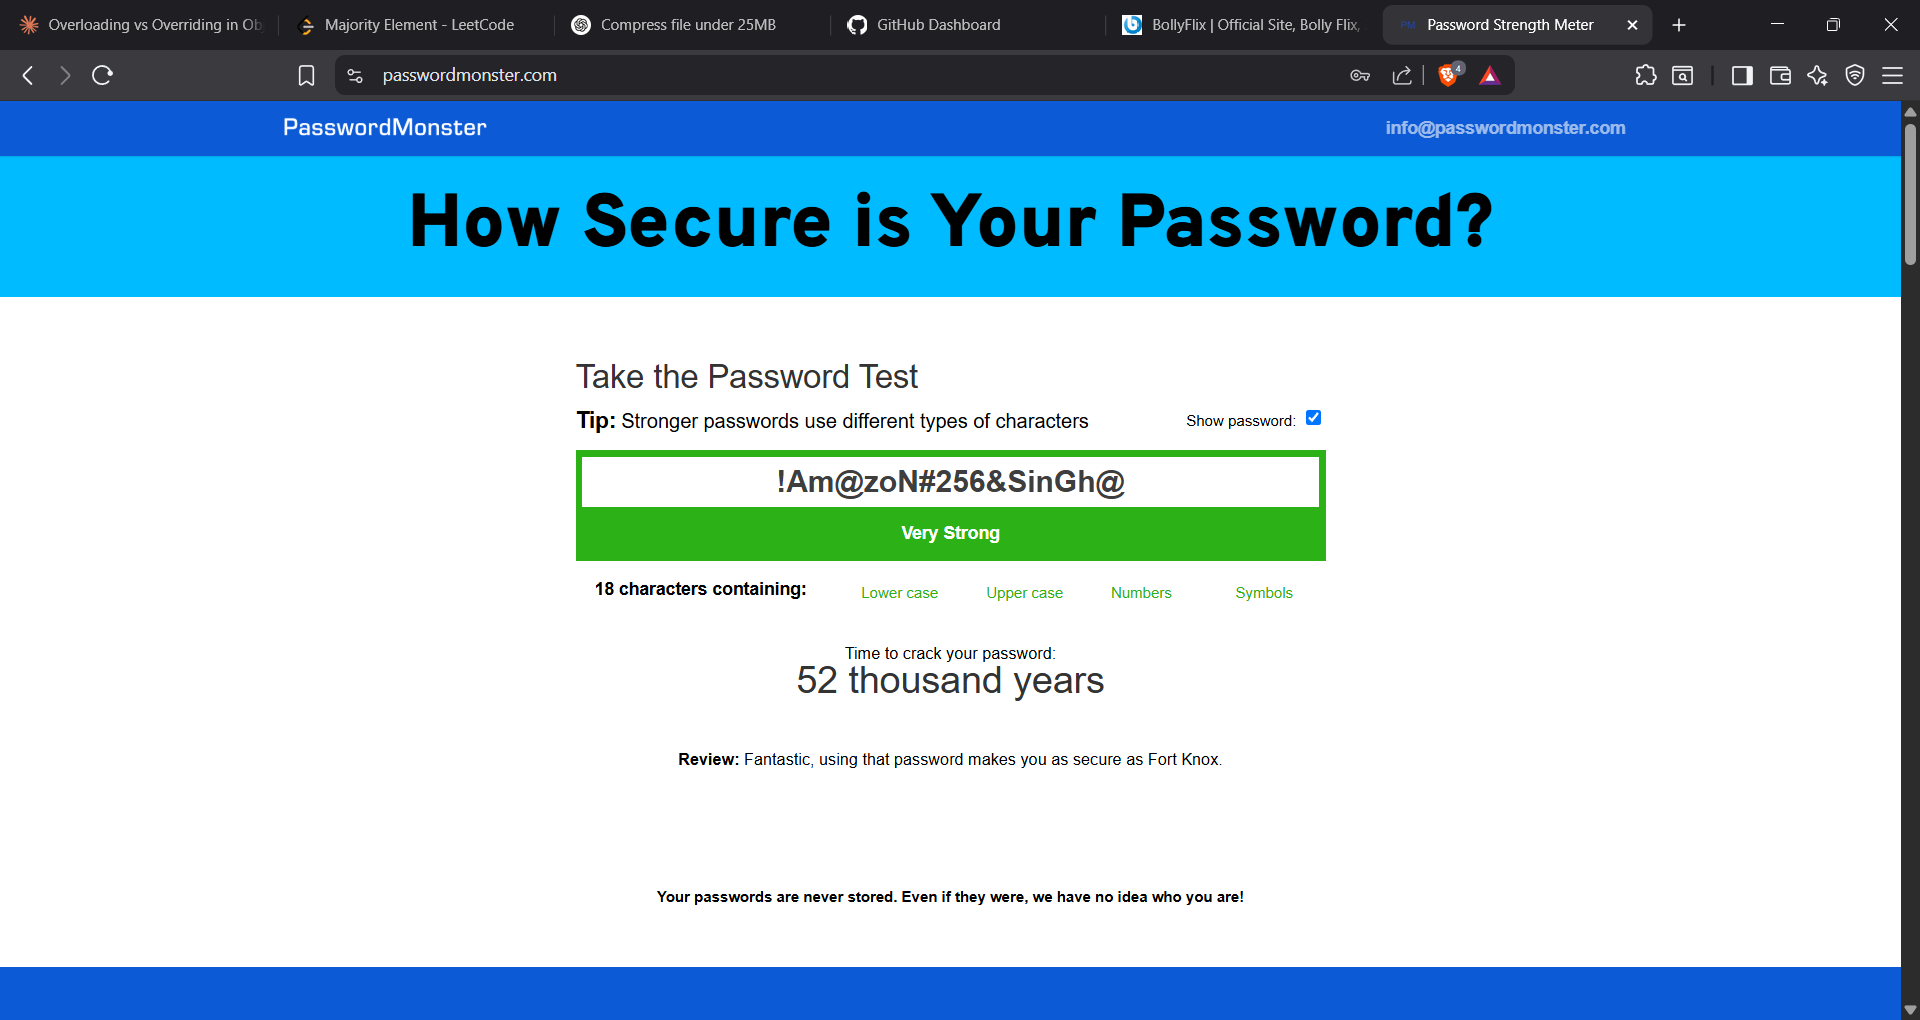 Overloading vs Overriding in Ob
Majority Element - LeetCode
Compress file under 25MB
GitHub Dashboard
BollyFlix | Official Site, Bolly Flix,
PM Password Strength Meter
passwordmonster.com
4
PasswordMonster
info@passwordmonster.com
How Secure is Your Password?
Take the Password Test
Tip: Stronger passwords use different types of characters
Show password:
!Am@zoN#256&SinGh@
Very Strong
18 characters containing:
Lower case
Upper case
Numbers
Symbols
Time to crack your password:
52 thousand years
Review: Fantastic, using that password makes you as secure as Fort Knox.
Your passwords are never stored. Even if they were, we have no idea who you are!